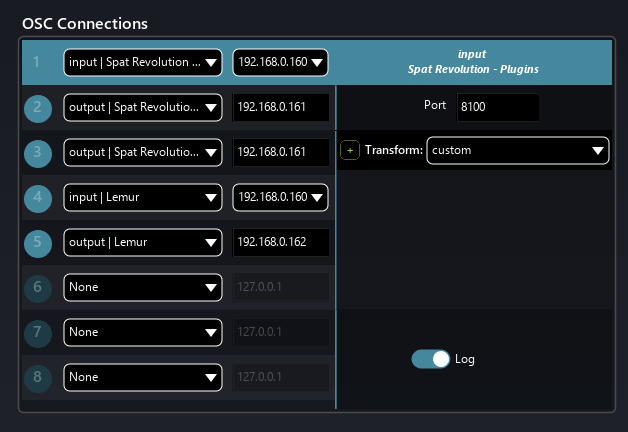 OSC Connections
1 input | Spat Revolution ... 192.168.0.160
input
Spat Revolution - Plugins
2 output | Spat Revolutio... 192.168.0.161
Port 8100
3 output | Spat Revolutio... 192.168.0.161
+ Transform: custom
4 input | Lemur 192.168.0.160
5 output | Lemur 192.168.0.162
6 None 127.0.0.1
7 None 127.0.0.1
Log
8 None 127.0.0.1